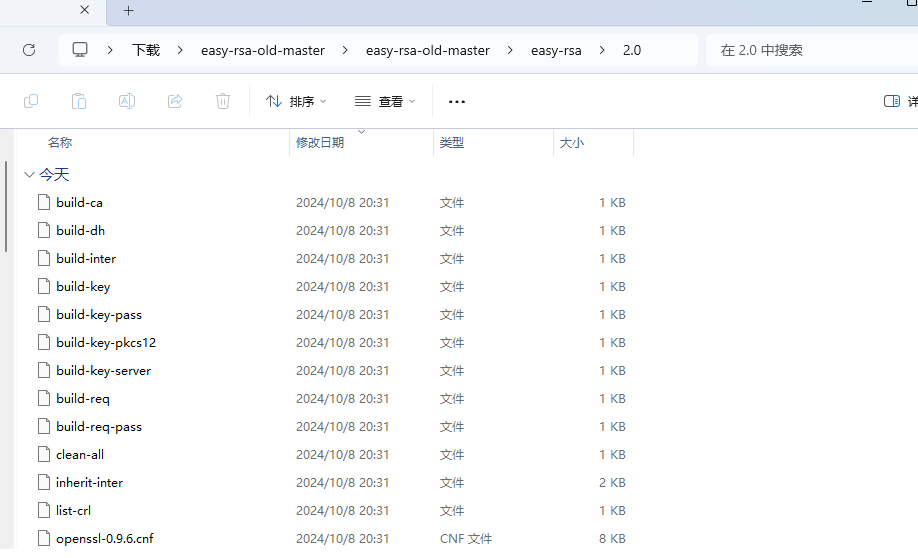 下载 easy-rsa-old-master easy-rsa-old-master easy-rsa 2.0 在 2.0 中搜索
排序 查看 详
名称 修改日期 类型 大小
今天
build-ca 2024/10/8 20:31 文件 1 KB
build-dh 2024/10/8 20:31 文件 1 KB
build-inter 2024/10/8 20:31 文件 1 KB
build-key 2024/10/8 20:31 文件 1 KB
build-key-pass 2024/10/8 20:31 文件 1 KB
build-key-pkcs12 2024/10/8 20:31 文件 1 KB
build-key-server 2024/10/8 20:31 文件 1 KB
build-req 2024/10/8 20:31 文件 1 KB
build-req-pass 2024/10/8 20:31 文件 1 KB
clean-all 2024/10/8 20:31 文件 1 KB
inherit-inter 2024/10/8 20:31 文件 2 KB
list-crl 2024/10/8 20:31 文件 1 KB
openssl-0.9.6.cnf 2024/10/8 20:31 CNF 文件 8 KB